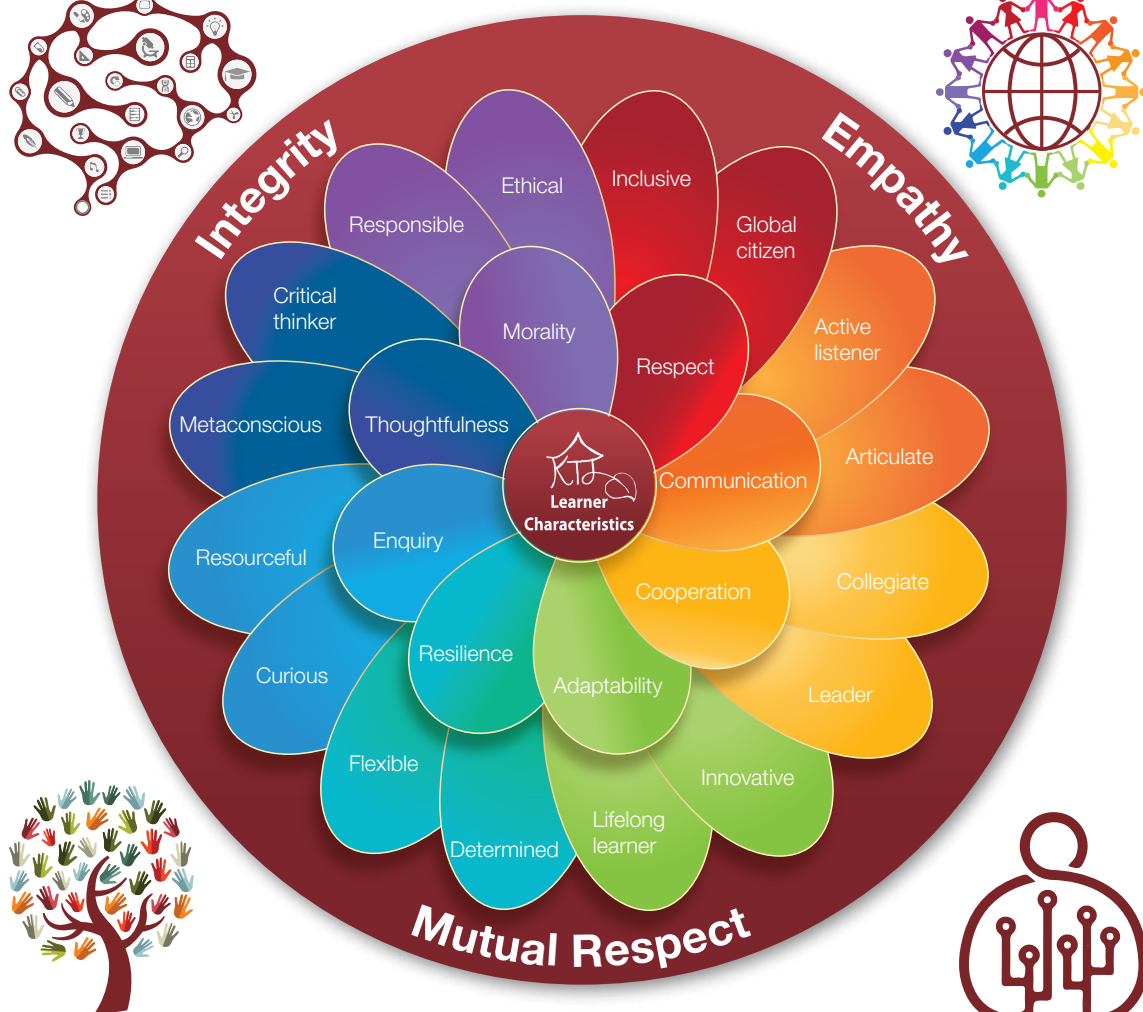 Integrity
Empathy
Mutual Respect
KTJ
Learner
Characteristics
Morality
Ethical
Responsible
Respect
Inclusive
Global
citizen
Communication
Active
listener
Articulate
Cooperation
Collegiate
Leader
Adaptability
Innovative
Lifelong
learner
Resilience
Determined
Flexible
Enquiry
Curious
Resourceful
Thoughtfulness
Metaconscious
Critical
thinker